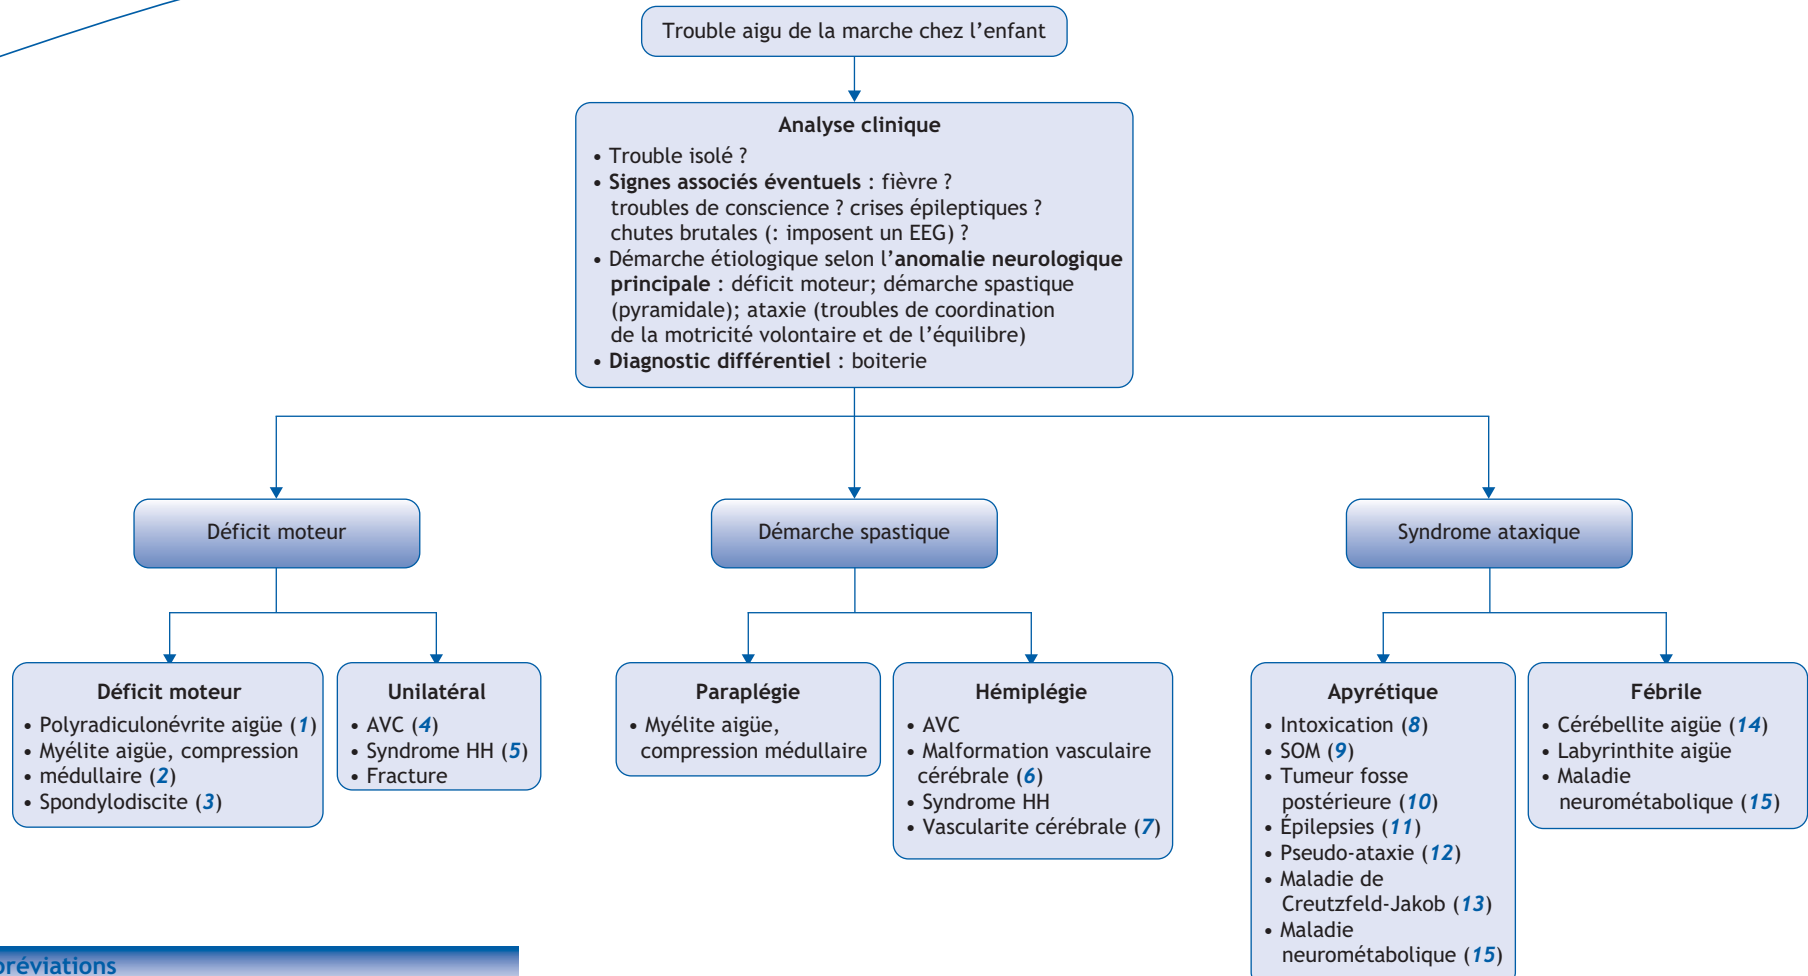 Trouble aigu de la marche chez l’enfant
Analyse clinique
• Trouble isolé ?
• Signes associés éventuels : fièvre ?
troubles de conscience ? crises épileptiques ?
chutes brutales (: imposent un EEG) ?
• Démarche étiologique selon l’anomalie neurologique
principale : déficit moteur; démarche spastique
(pyramidale); ataxie (troubles de coordination
de la motricité volontaire et de l’équilibre)
• Diagnostic différentiel : boiterie
Déficit moteur
Démarche spastique
Syndrome ataxique
Déficit moteur
• Polyradiculonévrite aigüe (1)
• Myélite aigüe, compression
• médullaire (2)
• Spondylodiscite (3)
Unilatéral
• AVC (4)
• Syndrome HH (5)
• Fracture
Paraplégie
• Myélite aigüe,
compression médullaire
Hémiplégie
• AVC
• Malformation vasculaire
cérébrale (6)
• Syndrome HH
• Vascularite cérébrale (7)
Apyrétique
• Intoxication (8)
• SOM (9)
• Tumeur fosse
postérieure (10)
• Épilepsies (11)
• Pseudo-ataxie (12)
• Maladie de
Creutzfeld-Jakob (13)
• Maladie
neurométabolique (15)
Fébrile
• Cérébellite aigüe (14)
• Labyrinthite aigüe
• Maladie
neurométabolique (15)
bréviations